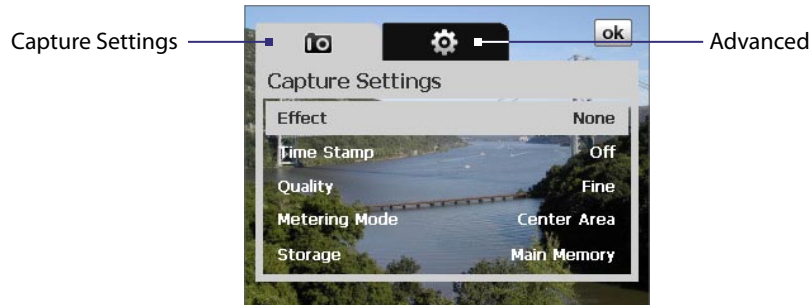 Capture Settings
Advanced
ok
Capture Settings
Effect None
Time Stamp Off
Quality Fine
Metering Mode Center Area
Storage Main Memory